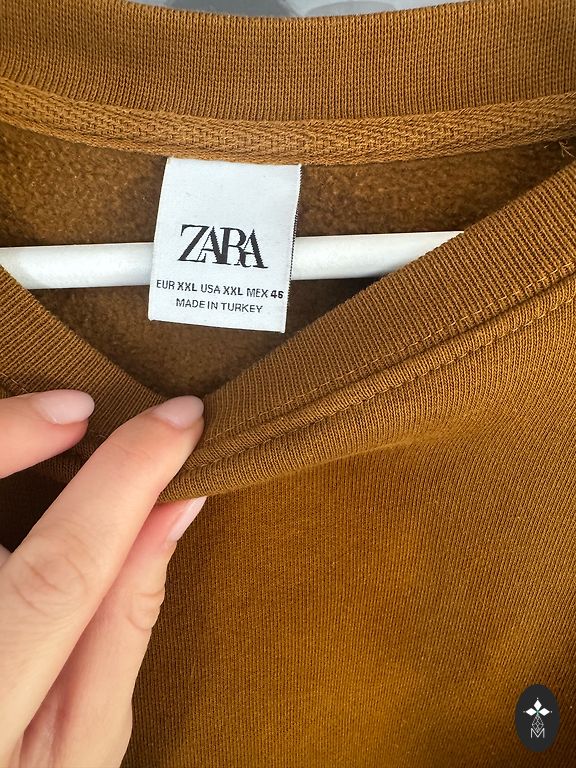 ZARA
EUR XXL USA XXL MEX 46
MADE IN TURKEY
M